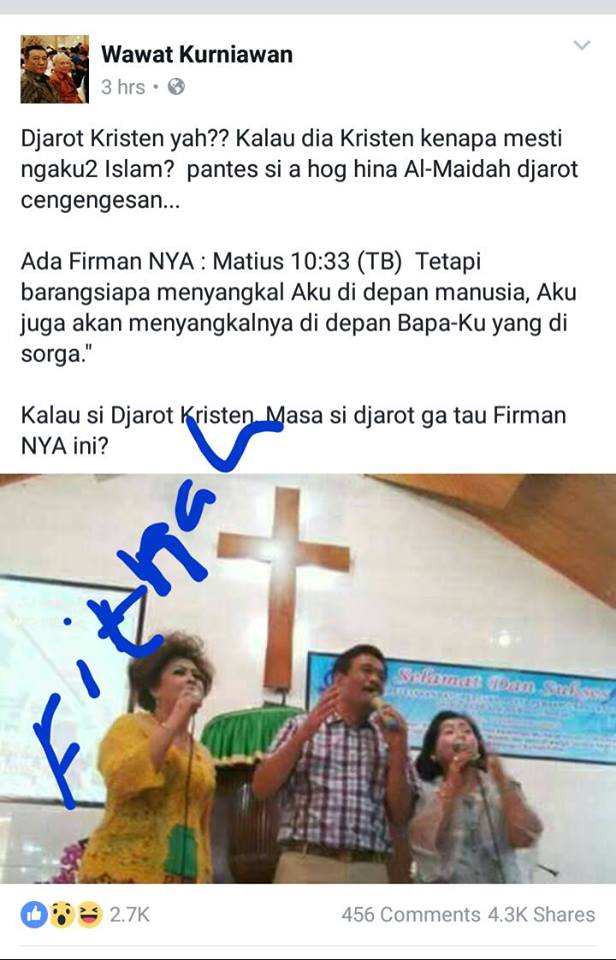 Wawat Kurniawan
3 hrs
Djarot Kristen yah?? Kalau dia Kristen kenapa mesti
ngaku2 Islam? pantes si a hog hina Al-Maidah djarot
cengengesan...
Ada Firman NYA : Matius 10:33 (TB) Tetapi
barangsiapa menyangkal Aku di depan manusia, Aku
juga akan menyangkalnya di depan Bapa-Ku yang di
sorga."
Kalau si Djarot Kristen, Masa si djarot ga tau Firman
NYA ini?
Fitnah
Selamat Dan Sukses
2.7K
456 Comments 4.3K Shares